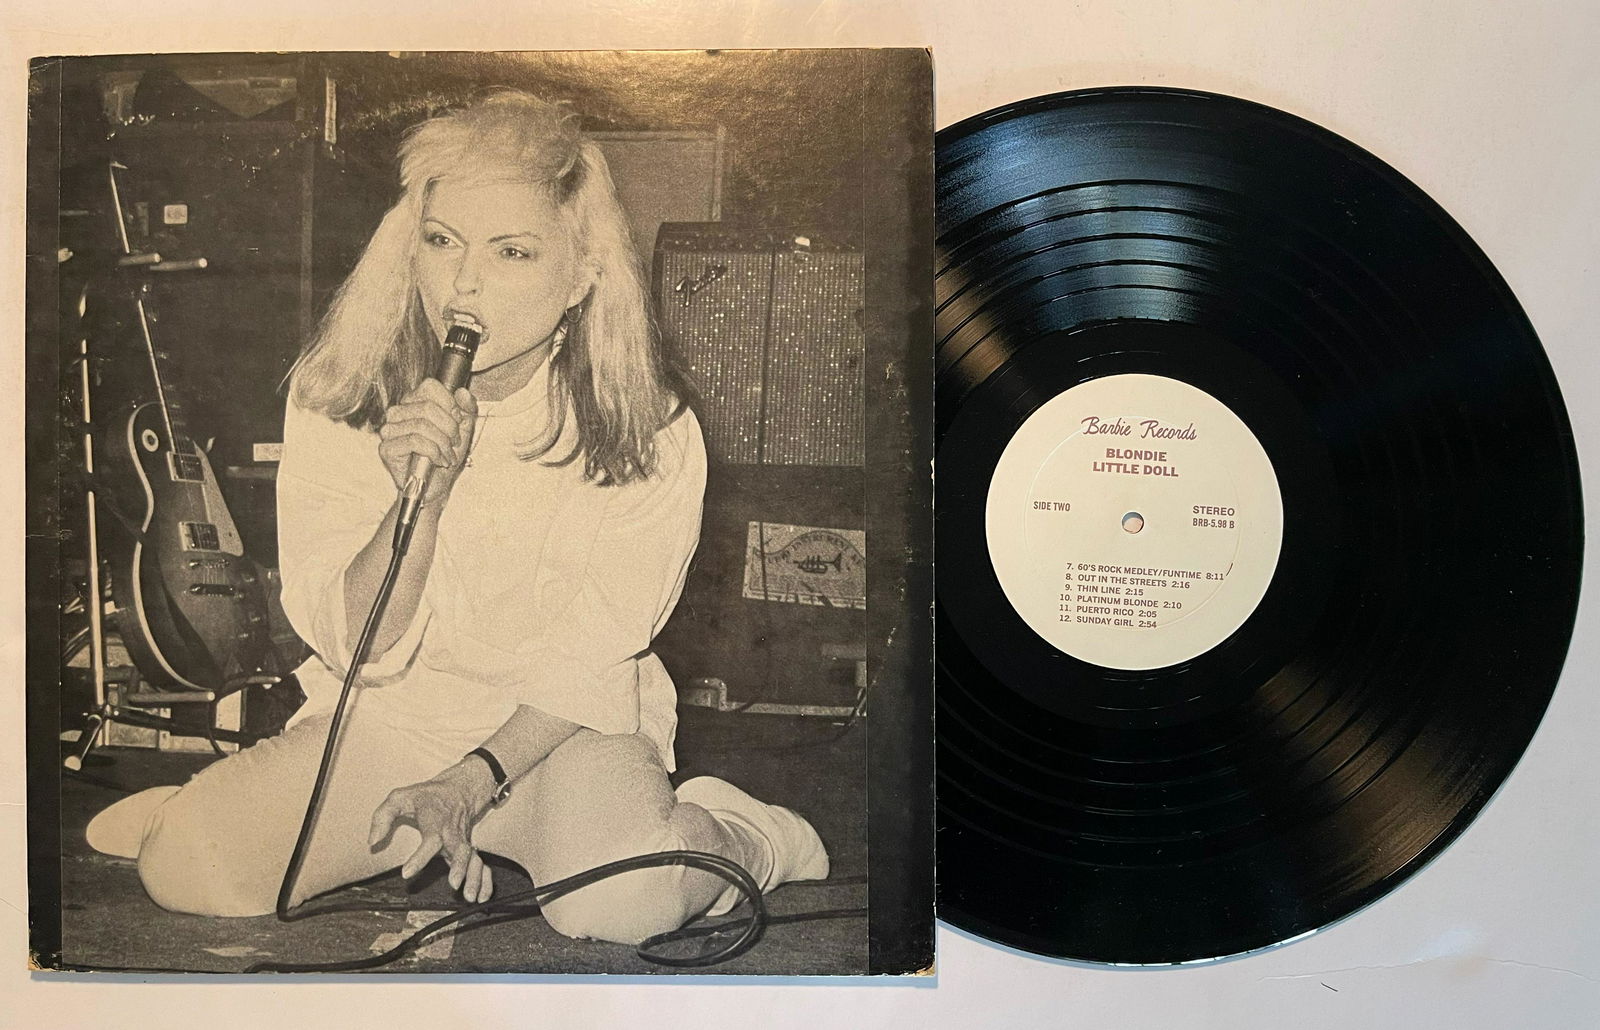 Fender
Barbie Records
BLONDIE
LITTLE DOLL
SIDE TWO
STEREO
BRB-5.98 B
7. 60'S ROCK MEDLEY/FUNTIME 8:11
8. OUT IN THE STREETS 2:16
9. THIN LINE 2:15
10. PLATINUM BLONDE 2:10
11. PUERTO RICO 2:05
12. SUNDAY GIRL 2:54